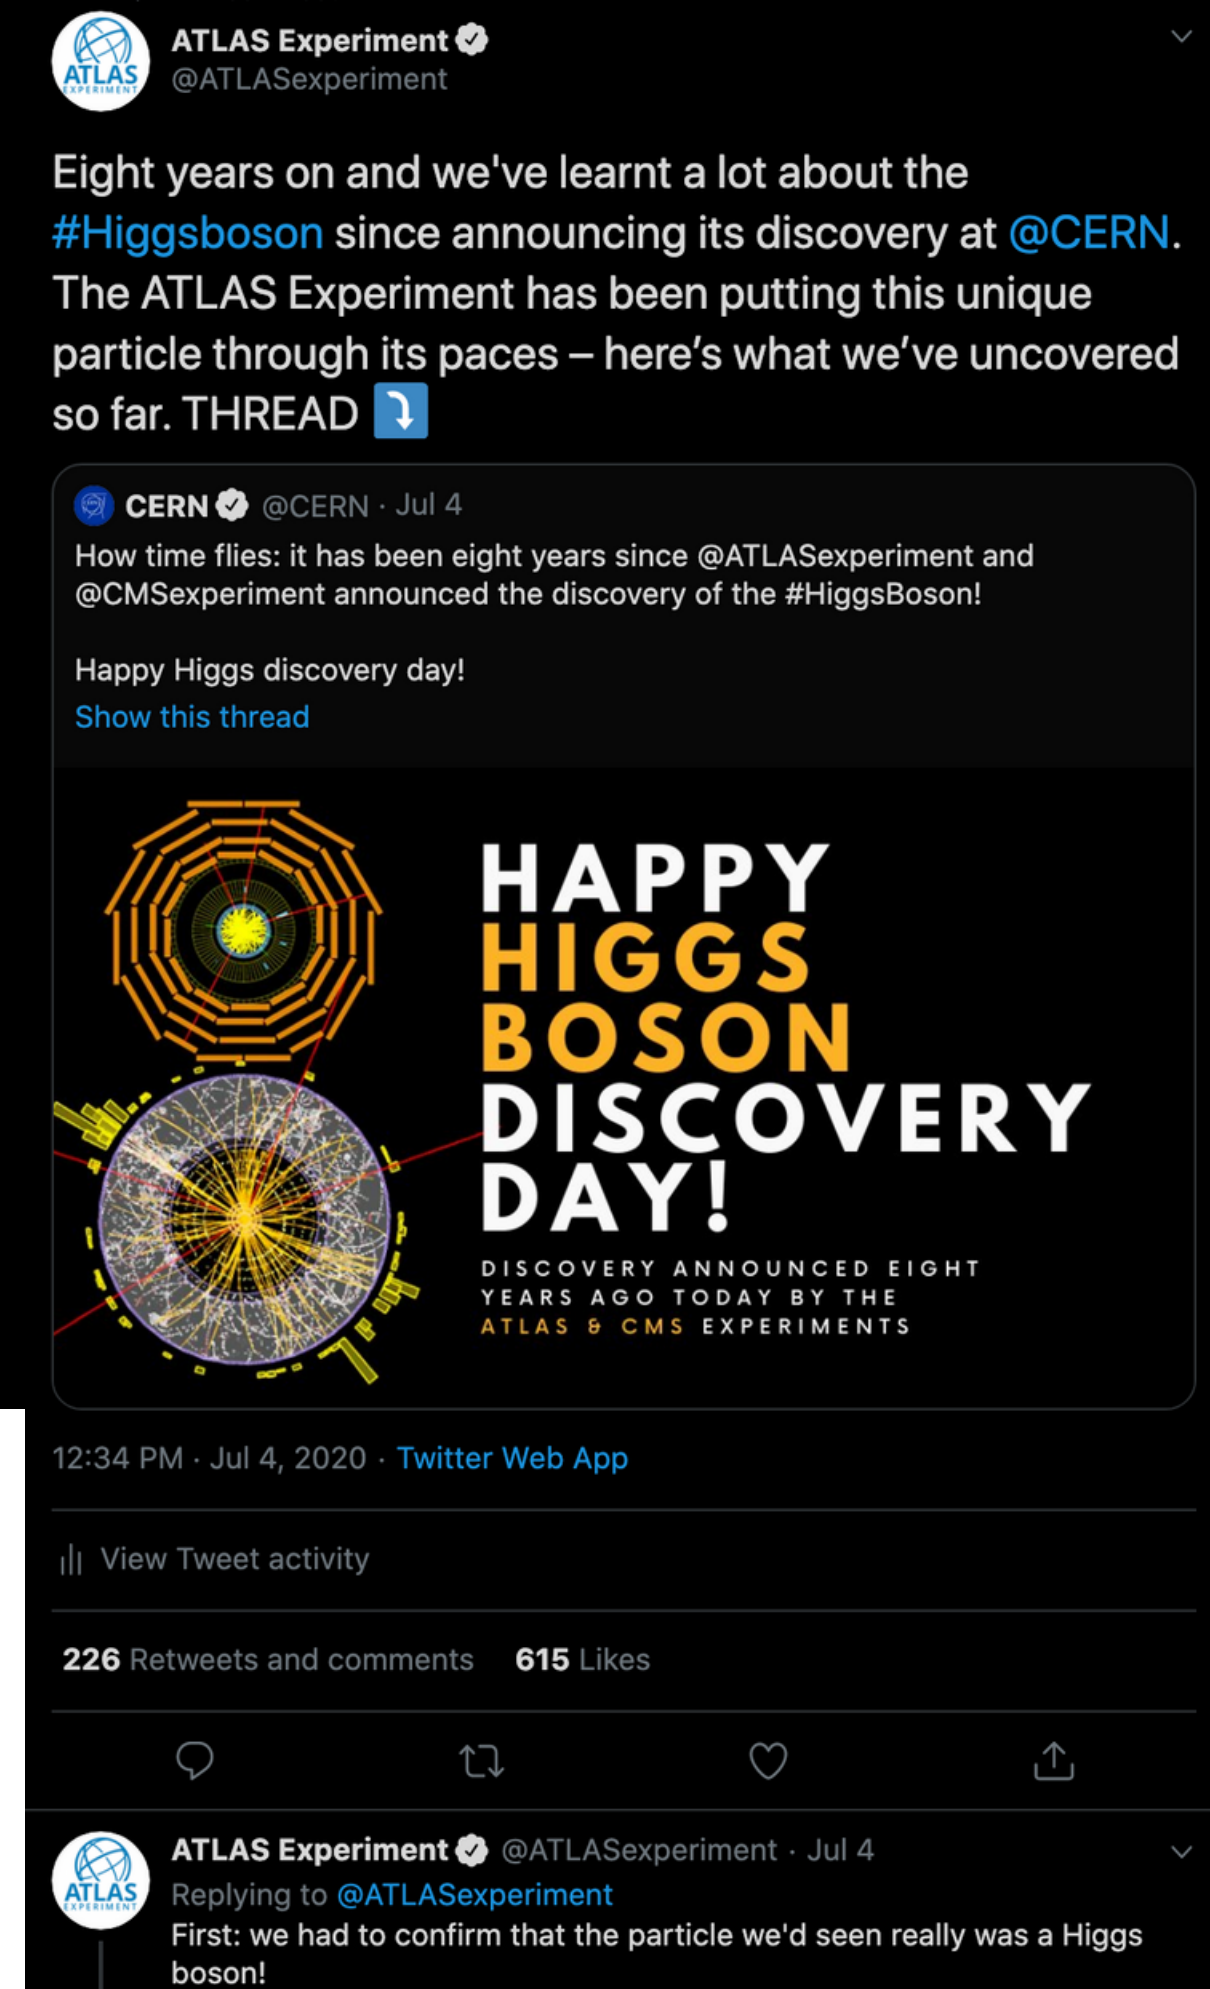 ATLAS Experiment
@ATLASexperiment
ATLAS
EXPERIMENT
Eight years on and we've learnt a lot about the
#Higgsboson since announcing its discovery at @CERN.
The ATLAS Experiment has been putting this unique
particle through its paces – here’s what we’ve uncovered
so far. THREAD ⤵
CERN @CERN · Jul 4
How time flies: it has been eight years since @ATLASexperiment and
@CMSexperiment announced the discovery of the #HiggsBoson!
Happy Higgs discovery day!
Show this thread
HAPPY
HIGGS
BOSON
DISCOVERY
DAY!
DISCOVERY ANNOUNCED EIGHT
YEARS AGO TODAY BY THE
ATLAS & CMS EXPERIMENTS
12:34 PM · Jul 4, 2020 · Twitter Web App
View Tweet activity
226 Retweets and comments 615 Likes
ATLAS Experiment @ATLASexperiment · Jul 4
ATLAS
EXPERIMENT
Replying to @ATLASexperiment
First: we had to confirm that the particle we'd seen really was a Higgs
boson!